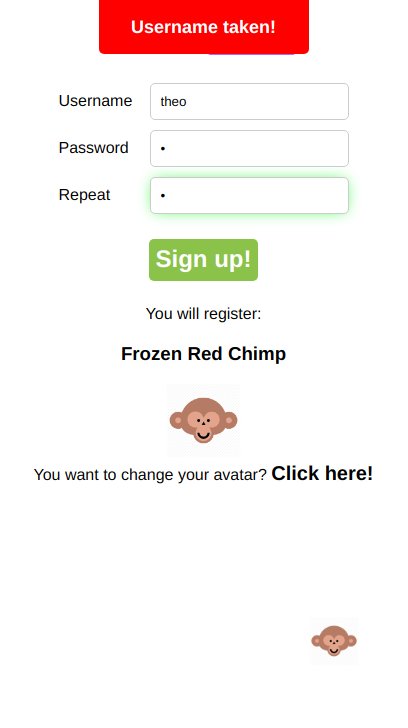 Username taken!
Username theo
Password •
Repeat •
Sign up!
You will register:
Frozen Red Chimp
You want to change your avatar? Click here!